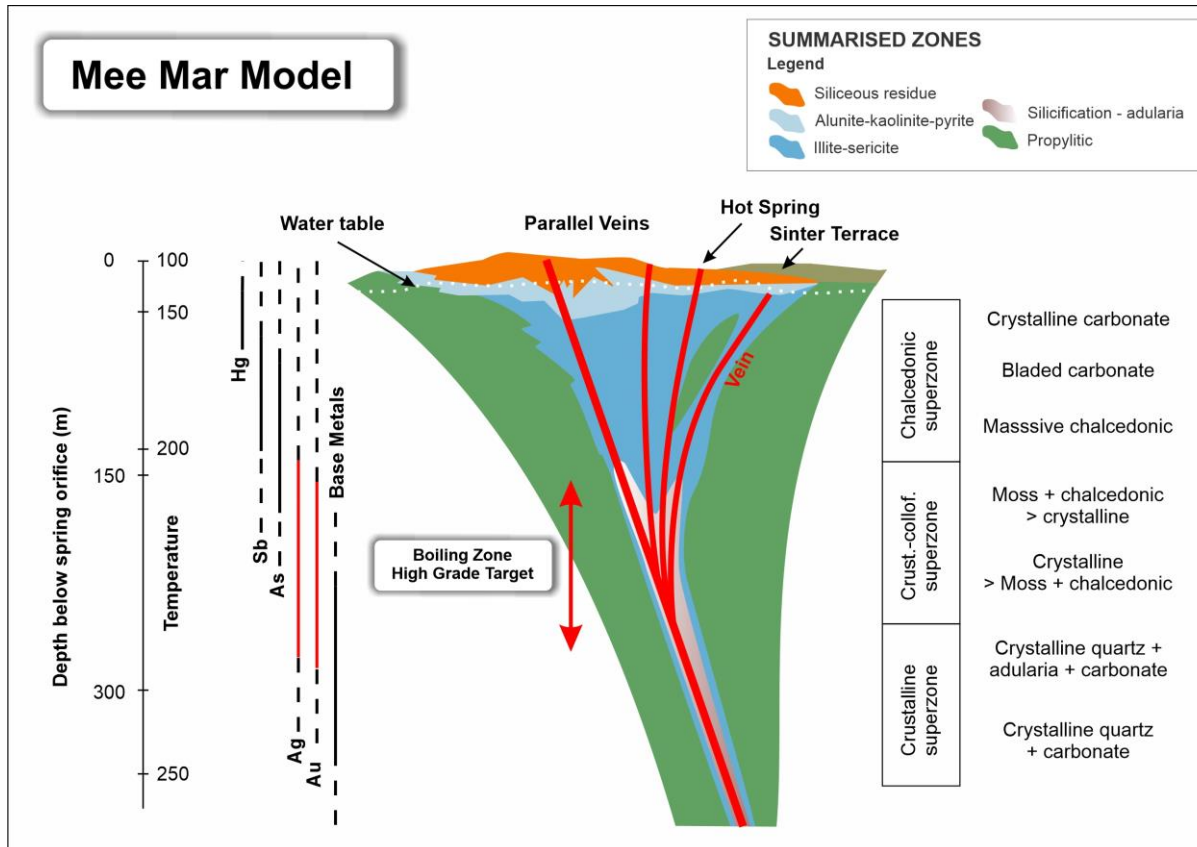 Mee Mar Model
SUMMARISED ZONES
Legend
Siliceous residue
Alunite-kaolinite-pyrite
Illite-sericite
Silicification - adularia
Propylitic
Water table
Parallel Veins
Hot Spring
Sinter Terrace
Depth below spring orifice (m)
0
150
300
Temperature
100
150
200
250
Hg
Sb
As
Ag
Au
Base Metals
Vein
Boiling Zone
High Grade Target
Chalcedonic
superzone
Crust.-collof.
superzone
Crustalline
superzone
Crystalline carbonate
Bladed carbonate
Masssive chalcedonic
Moss + chalcedonic
> crystalline
Crystalline
> Moss + chalcedonic
Crystalline quartz +
adularia + carbonate
Crystalline quartz
+ carbonate